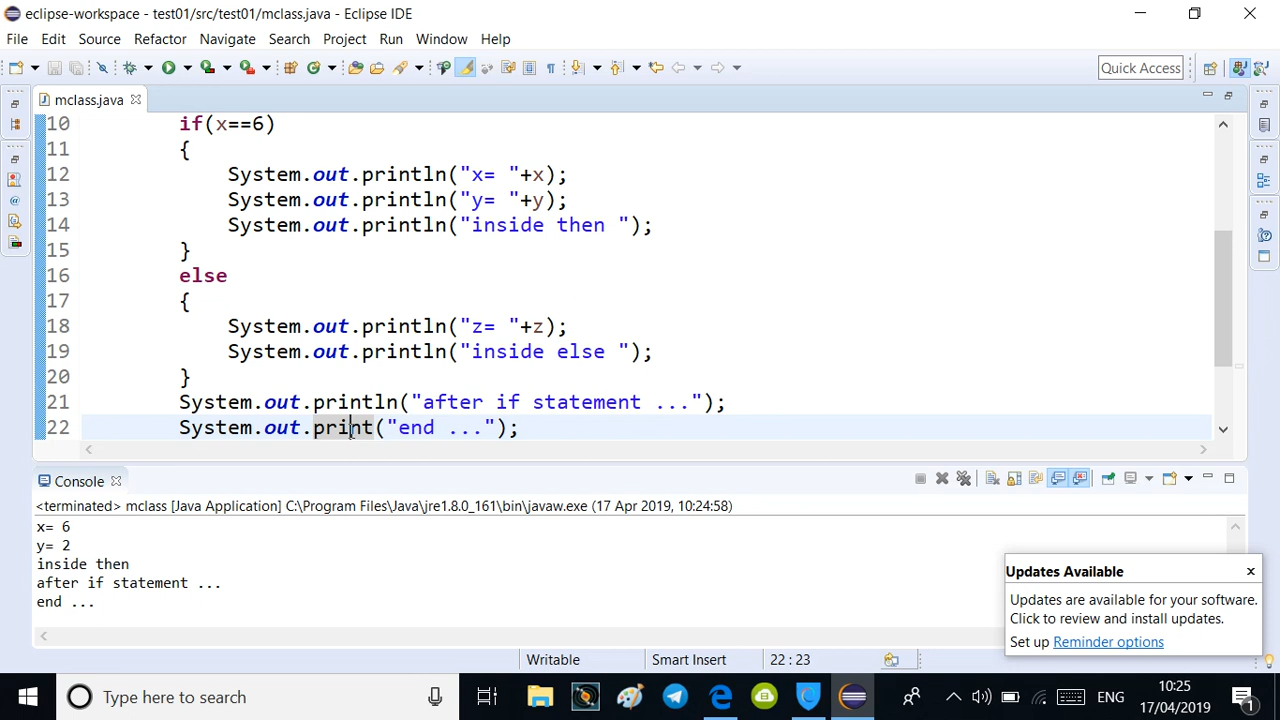 eclipse-workspace - test01/src/test01/mclass.java - Eclipse IDE
File Edit Source Refactor Navigate Search Project Run Window Help
Quick Access
mclass.java
10 if(x==6)
11 {
12 System.out.println("x= "+x);
13 System.out.println("y= "+y);
14 System.out.println("inside then ");
15 }
16 else
17 {
18 System.out.println("z= "+z);
19 System.out.println("inside else ");
20 }
21 System.out.println("after if statement ...");
22 System.out.print("end ...");
Console
<terminated> mclass [Java Application] C:\Program Files\Java\jre1.8.0_161\bin\javaw.exe (17 Apr 2019, 10:24:58)
x= 6
y= 2
inside then
after if statement ...
end ...
Updates Available
Updates are available for your software.
Click to review and install updates.
Set up Reminder options
Writable Smart Insert 22 : 23
Type here to search
ENG
10:25
17/04/2019
1